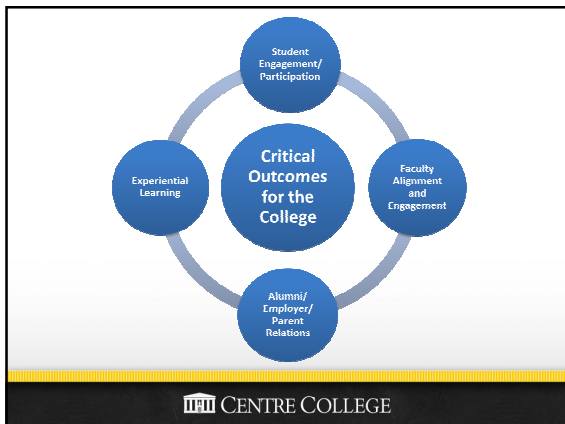 Student
Engagement/
Participation
Critical
Outcomes
for the
College
Experiential
Learning
Faculty
Alignment
and
Engagement
Alumni/
Employer/
Parent
Relations
CENTRE COLLEGE